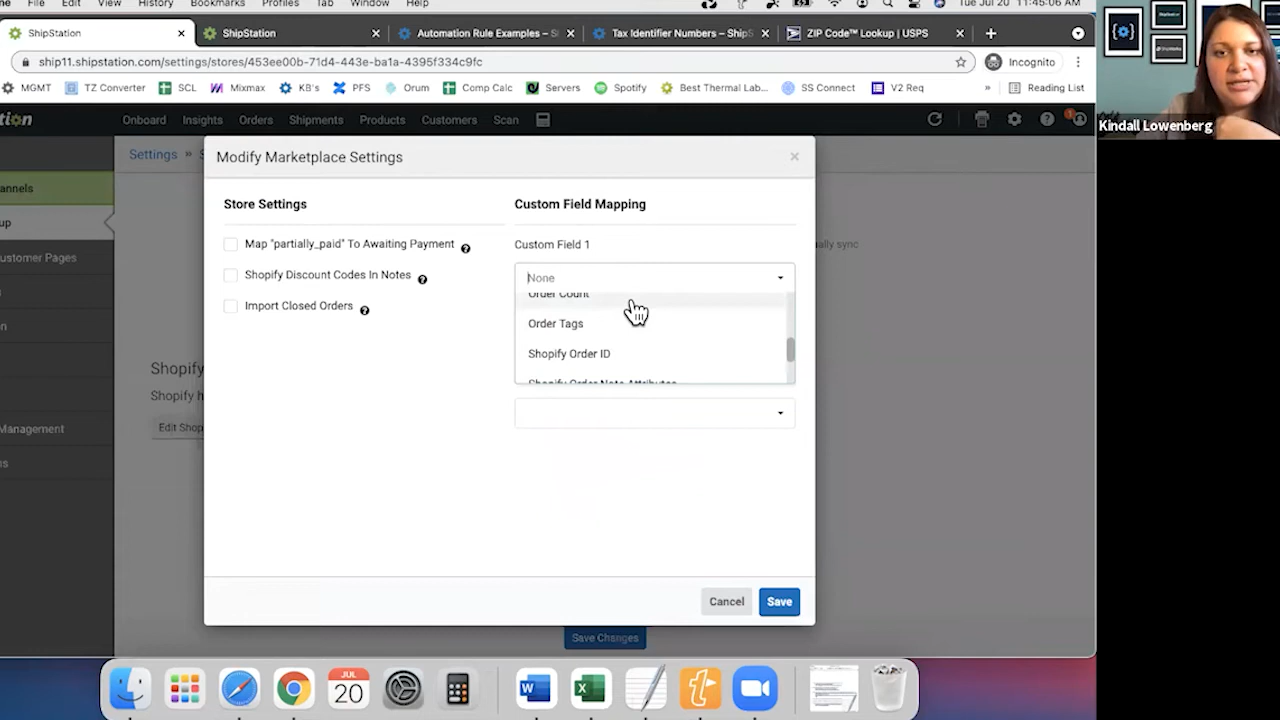 File Edit View History Bookmarks Profiles Tab Window Help
Tue Jul 20 11:45:06 AM
ShipStation
ShipStation
Automation Rule Examples – S
Tax Identifier Numbers – ShipS
ZIP Code™ Lookup | USPS
ship11.shipstation.com/settings/stores/453ee00b-71d4-443e-ba1a-4395f334c9fc
Incognito
MGMT
TZ Converter
SCL
Mixmax
KB's
PFS
Orum
Comp Calc
Servers
Spotify
Best Thermal Lab...
SS Connect
V2 Req
»
Reading List
tion
Onboard
Insights
Orders
Shipments
Products
Customers
Scan
Kindall Lowenberg
Settings »
annels
up
ustomer Pages
on
Management
s
Modify Marketplace Settings
Store Settings
Map "partially_paid" To Awaiting Payment
Shopify Discount Codes In Notes
Import Closed Orders
Custom Field Mapping
Custom Field 1
None
Order Count
Order Tags
Shopify Order ID
Shopify Order Note Attributes
ally sync
Shopify
Shopify h
Edit Shop
Cancel
Save
Save Changes
JUL
20